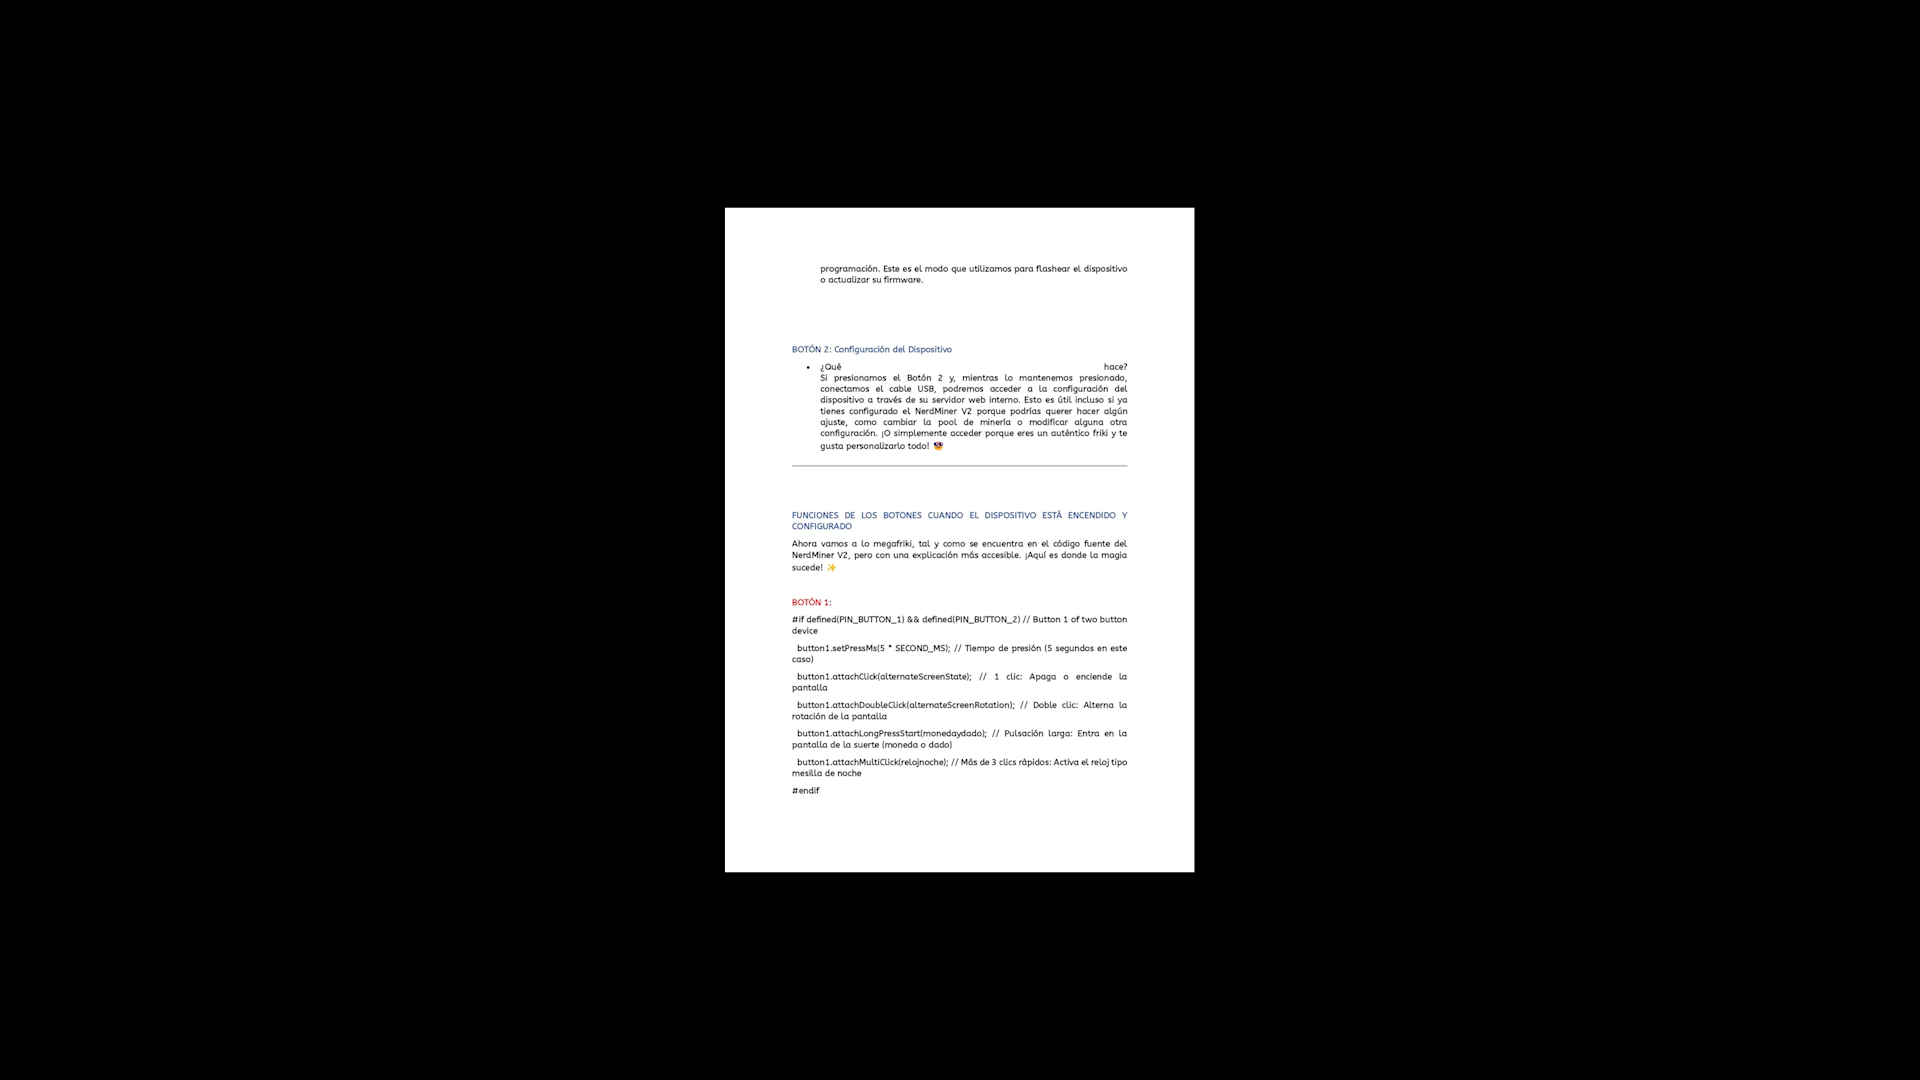 programación. Este es el modo que utilizamos para flashear el dispositivo
o actualizar su firmware.
BOTÓN 2: Configuración del Dispositivo
• ¿Qué hace?
Si presionamos el Botón 2 y, mientras lo mantenemos presionado,
conectamos el cable USB, podremos acceder a la configuración del
dispositivo a través de su servidor web interno. Esto es útil incluso si ya
tienes configurado el NerdMiner V2 porque podrías querer hacer algún
ajuste, como cambiar la pool de minería o modificar alguna otra
configuración. ¡O simplemente acceder porque eres un auténtico friki y te
gusta personalizarlo todo! 🤓
FUNCIONES DE LOS BOTONES CUANDO EL DISPOSITIVO ESTÁ ENCENDIDO Y
CONFIGURADO
Ahora vamos a lo megafriki, tal y como se encuentra en el código fuente del
NerdMiner V2, pero con una explicación más accesible. ¡Aquí es donde la magia
sucede! ✨
BOTÓN 1:
#if defined(PIN_BUTTON_1) && defined(PIN_BUTTON_2) // Button 1 of two button
device
button1.setPressMs(5 * SECOND_MS); // Tiempo de presión (5 segundos en este
caso)
button1.attachClick(alternateScreenState); // 1 clic: Apaga o enciende la
pantalla
button1.attachDoubleClick(alternateScreenRotation); // Doble clic: Alterna la
rotación de la pantalla
button1.attachLongPressStart(monedaydado); // Pulsación larga: Entra en la
pantalla de la suerte (moneda o dado)
button1.attachMultiClick(relojnoche); // Más de 3 clics rápidos: Activa el reloj tipo
mesilla de noche
#endif